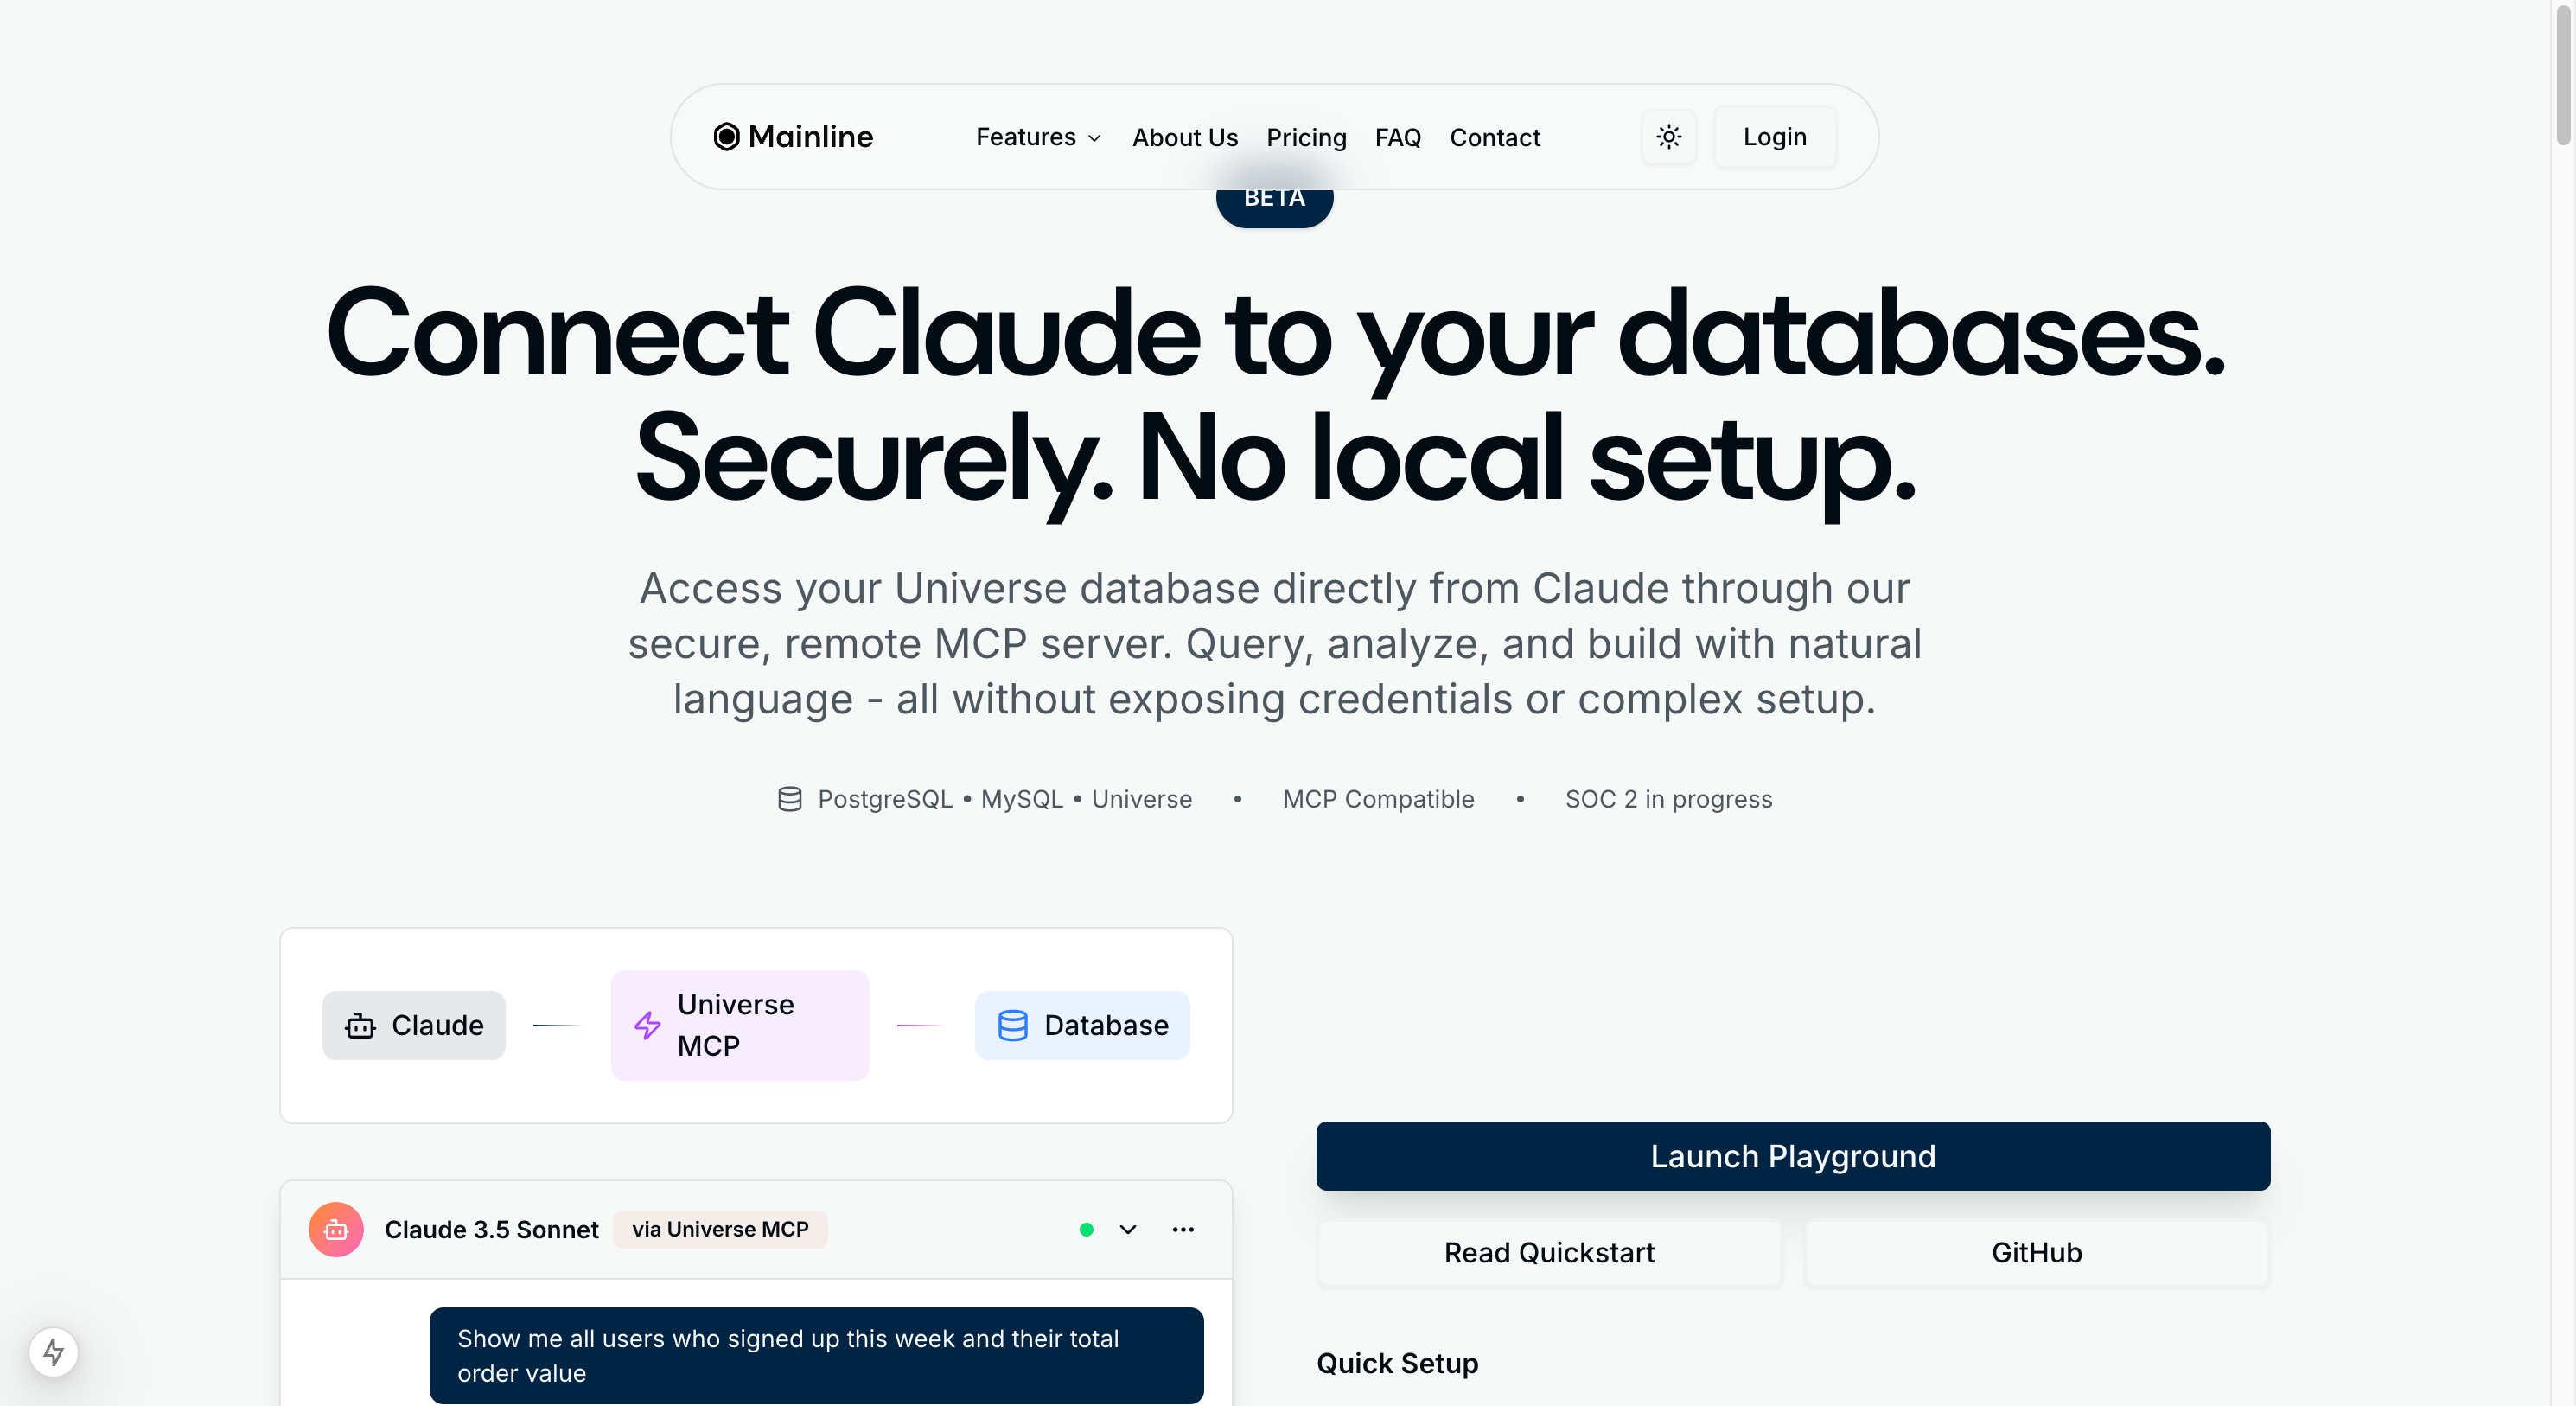 Mainline
Features
About Us
Pricing
FAQ
Contact
Login
BETA
Connect Claude to your databases.
Securely. No local setup.
Access your Universe database directly from Claude through our
secure, remote MCP server. Query, analyze, and build with natural
language - all without exposing credentials or complex setup.
PostgreSQL • MySQL • Universe • MCP Compatible • SOC 2 in progress
Claude
Universe
MCP
Database
Claude 3.5 Sonnet
via Universe MCP
Show me all users who signed up this week and their total
order value
Launch Playground
Read Quickstart
GitHub
Quick Setup